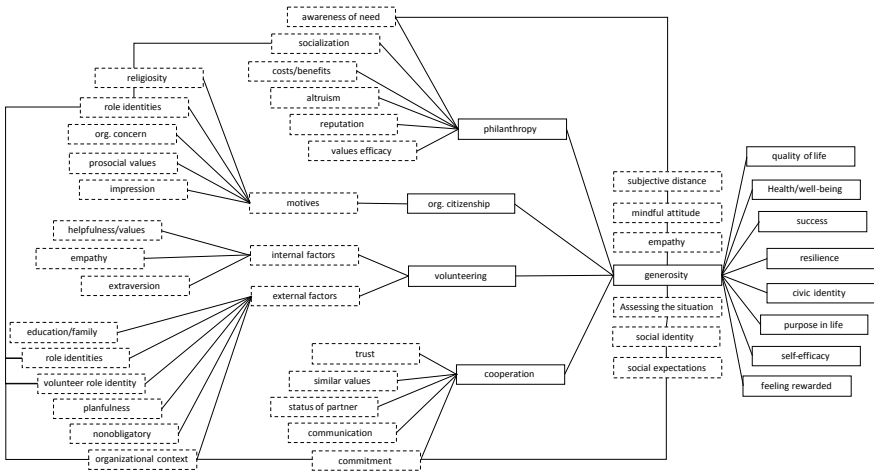 awareness of need
socialization
costs/benefits
altruism
reputation
values efficacy
religiosity
role identities
org. concern
prosocial values
impression
philanthropy
motives
org. citizenship
helpfulness/values
empathy
extraversion
internal factors
external factors
volunteering
education/family
role identities
volunteer role identity
planfulness
nonobligatory
organizational context
trust
similar values
status of partner
communication
commitment
cooperation
subjective distance
mindful attitude
empathy
generosity
Assessing the situation
social identity
social expectations
quality of life
Health/well-being
success
resilience
civic identity
purpose in life
self-efficacy
feeling rewarded